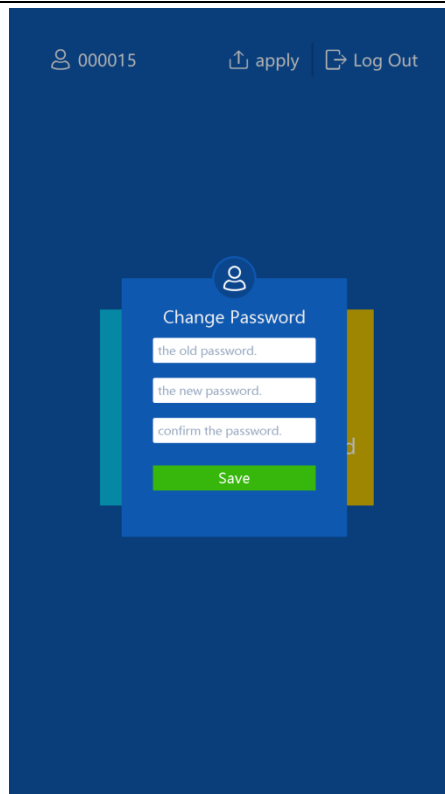 000015 apply Log Out
Change Password
the old password.
the new password.
confirm the password.
d
Save